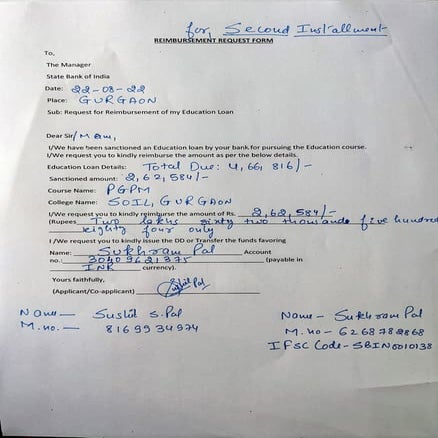 for, Second Installment
REIMBURSEMENT REQUEST FORM
To,
The Manager
State Bank of India
Date: 22-08-22
Place: GURGAON
Sub: Request for Reimbursement of my Education Loan
Dear Sir/Mam,
I/We have been sanctioned an Education loan by your bank for pursuing the Education course.
I/We request you to kindly reimburse the amount as per the below details.
Education Loan Details: Total Due: 4,66,816/-
Sanctioned amount: 2,62,584/-
Course Name: PGPM
College Name: SOIL, GURGAON
I/We request you to kindly reimburse the amount of Rs. 2,62,584/-
(Rupees Two lakhs sixty two thousands five hundred
eighty four only
I/We request you to kindly issue the DD or Transfer the funds favoring
Name: Sukhram Pal Account
no.: 30409621375 (payable in
INR currency).
Yours faithfully,
(Applicant/Co-applicant) Sushil Pal
Name - Sushil S. Pal
M.no. - 8169934974
Name - Sukhram Pal
M.no - 6268782868
IFSC Code - SBIN0010138